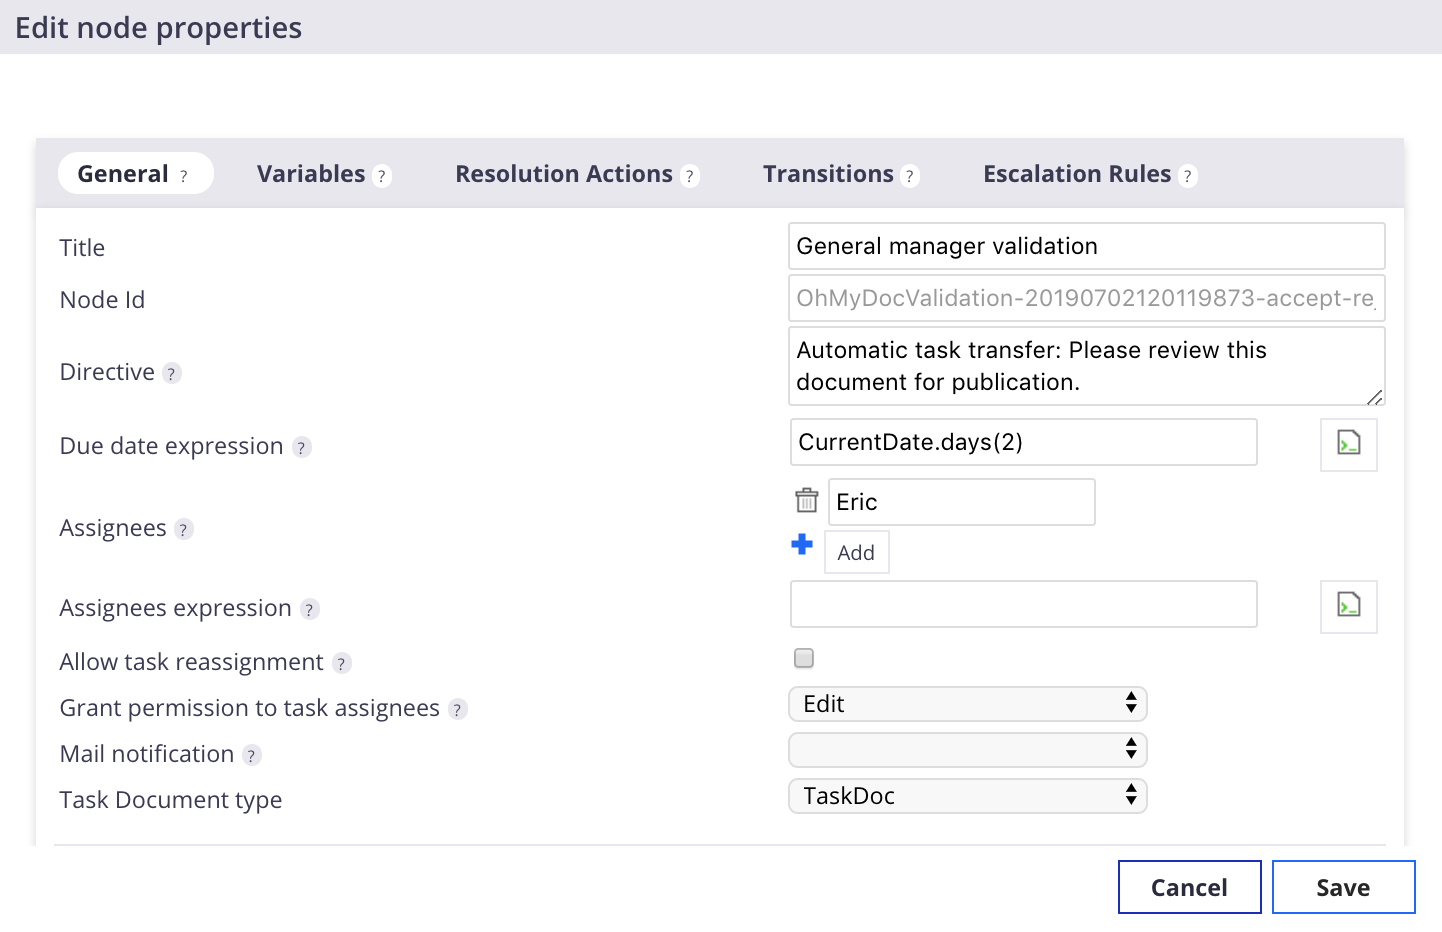 Edit node properties
General ? Variables ? Resolution Actions ? Transitions ? Escalation Rules ?
Title General manager validation
Node Id OhMyDocValidation-20190702120119873-accept-re
Directive ? Automatic task transfer: Please review this
document for publication.
Due date expression ? CurrentDate.days(2)
Assignees ? Eric
Add
Assignees expression ?
Allow task reassignment ?
Grant permission to task assignees ? Edit
Mail notification ?
Task Document type TaskDoc
Cancel Save